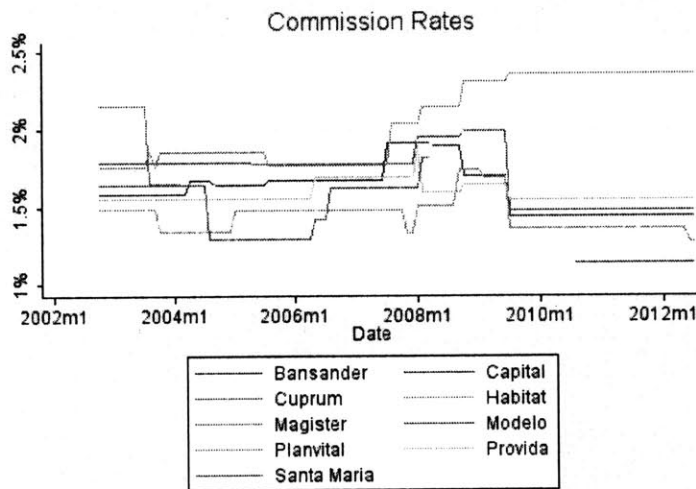 Commission Rates
2.5%
2%
1.5%
1%
2002m1 2004m1 2006m1 2008m1 2010m1 2012m1
Date
Bansander Capital
Cuprum Habitat
Magister Modelo
Planvital Provida
Santa Maria